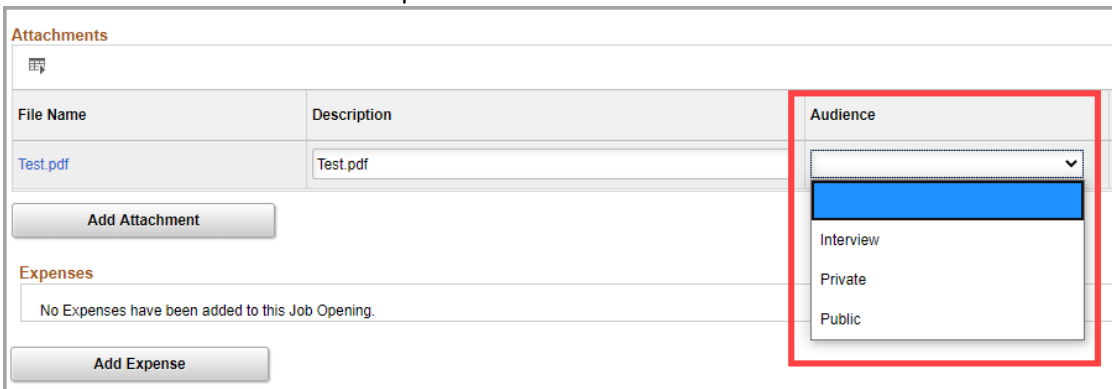 Attachments
File Name Description Audience
Test.pdf Test.pdf
Add Attachment
Interview
Expenses
Private
No Expenses have been added to this Job Opening.
Public
Add Expense